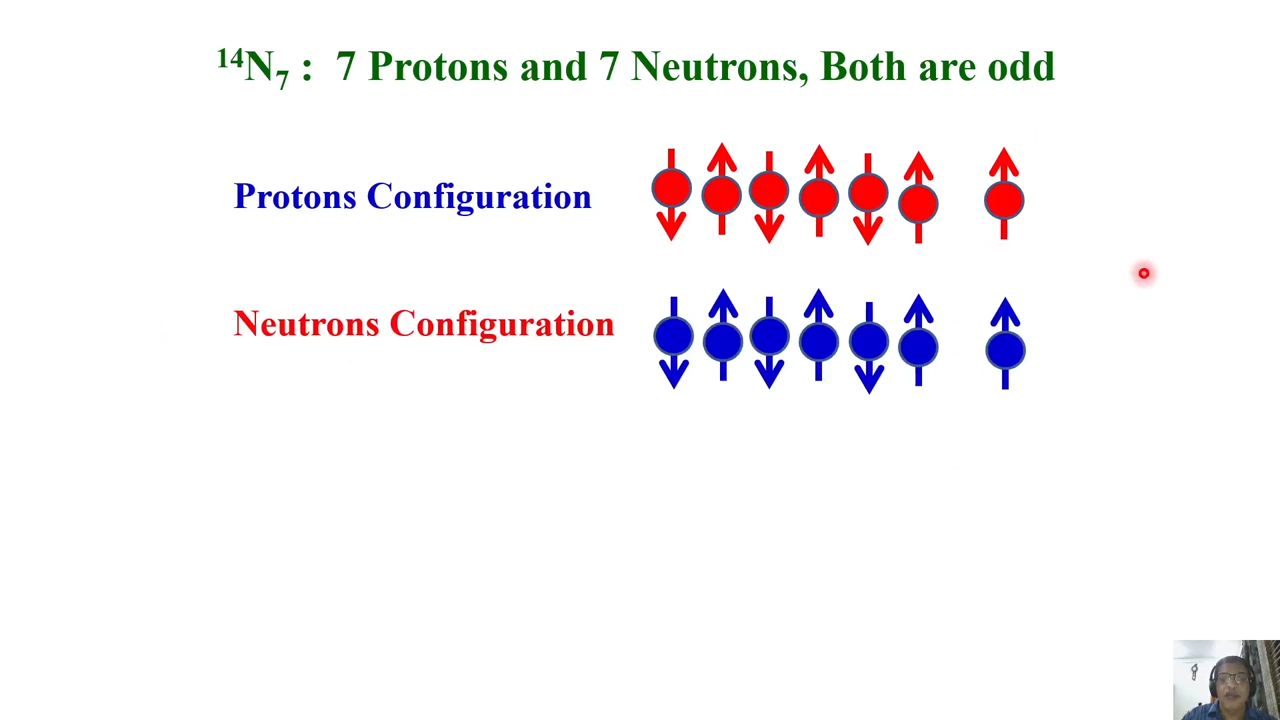 ¹⁴N₇ : 7 Protons and 7 Neutrons, Both are odd
Protons Configuration
Neutrons Configuration